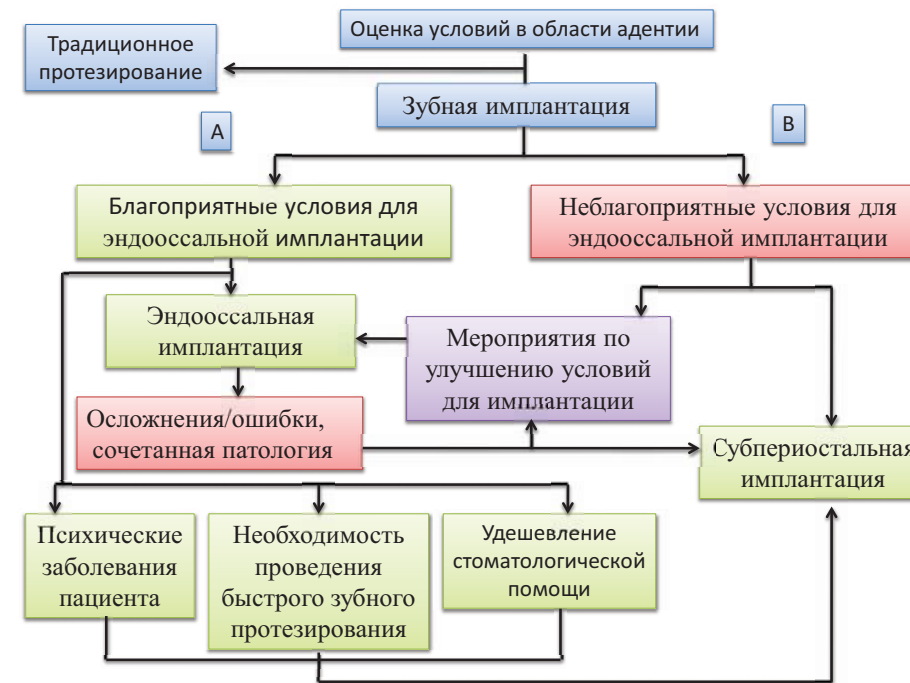 Оценка условий в области адентии
Традиционное
протезирование
Зубная имплантация
А
В
Благоприятные условия для
эндооссальной имплантации
Неблагоприятные условия для
эндооссальной имплантации
Эндооссальная
имплантация
Мероприятия по
улучшению условий
для имплантации
Осложнения/ошибки,
сочетанная патология
Субпериостальная
имплантация
Психические
заболевания
пациента
Необходимость
проведения
быстрого зубного
протезирования
Удешевление
стоматологической
помощи